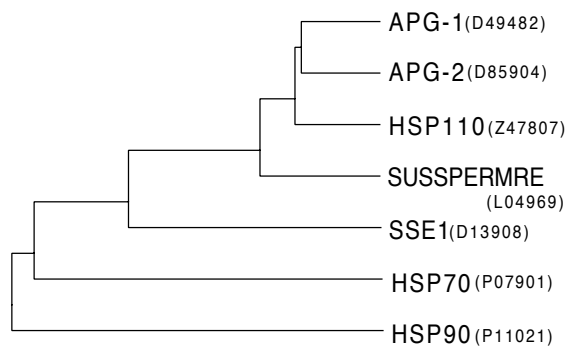 APG-1(D49482)
APG-2(D85904)
HSP110(Z47807)
SUSSPERMRE
(L04969)
SSE1(D13908)
HSP70(P07901)
HSP90(P11021)